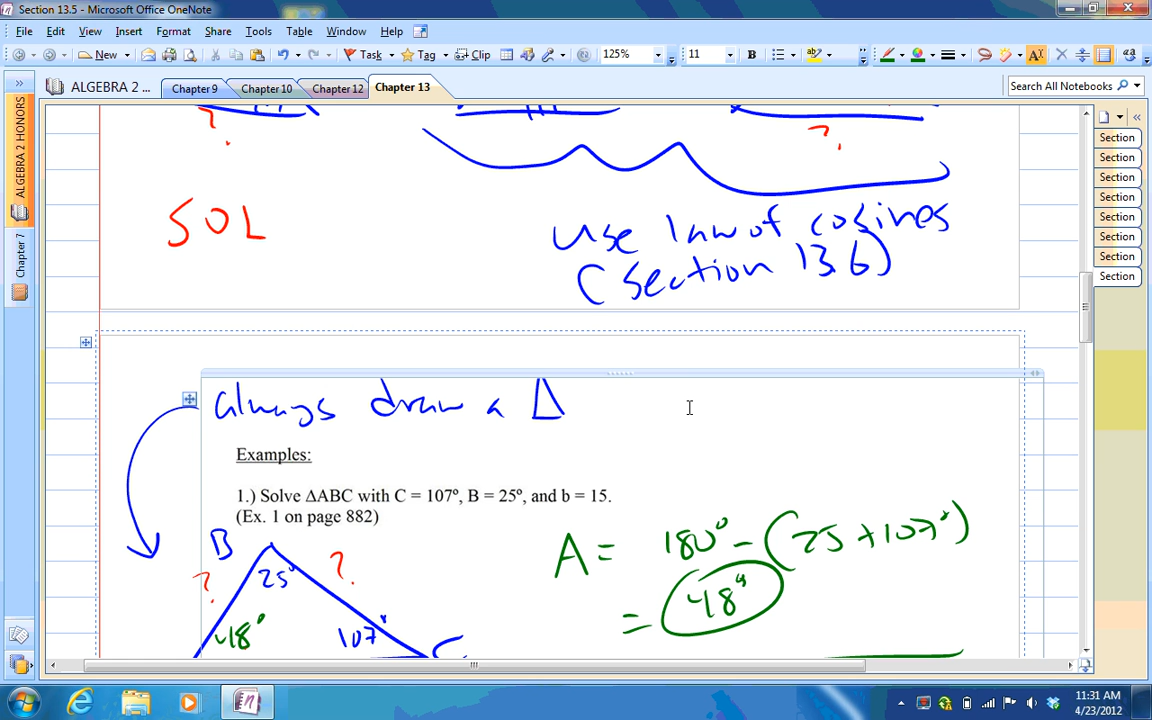 Section 13.5 - Microsoft Office OneNote
File Edit View Insert Format Share Tools Table Window Help
New Task Tag Clip 125% 11 B
ALGEBRA 2 ... Chapter 9 Chapter 10 Chapter 12 Chapter 13 Search All Notebooks
ALGEBRA 2 HONORS
Chapter 7
Section
Section
Section
Section
Section
Section
Section
Section
? ?
SOL
use law of cosines
(Section 13.6)
always draw a Δ
Examples:
1.) Solve ΔABC with C = 107º, B = 25º, and b = 15.
(Ex. 1 on page 882)
A = 180° - (25 + 107°)
= 48°
B
? 25° ?
48° 107° C
11:31 AM
4/23/2012